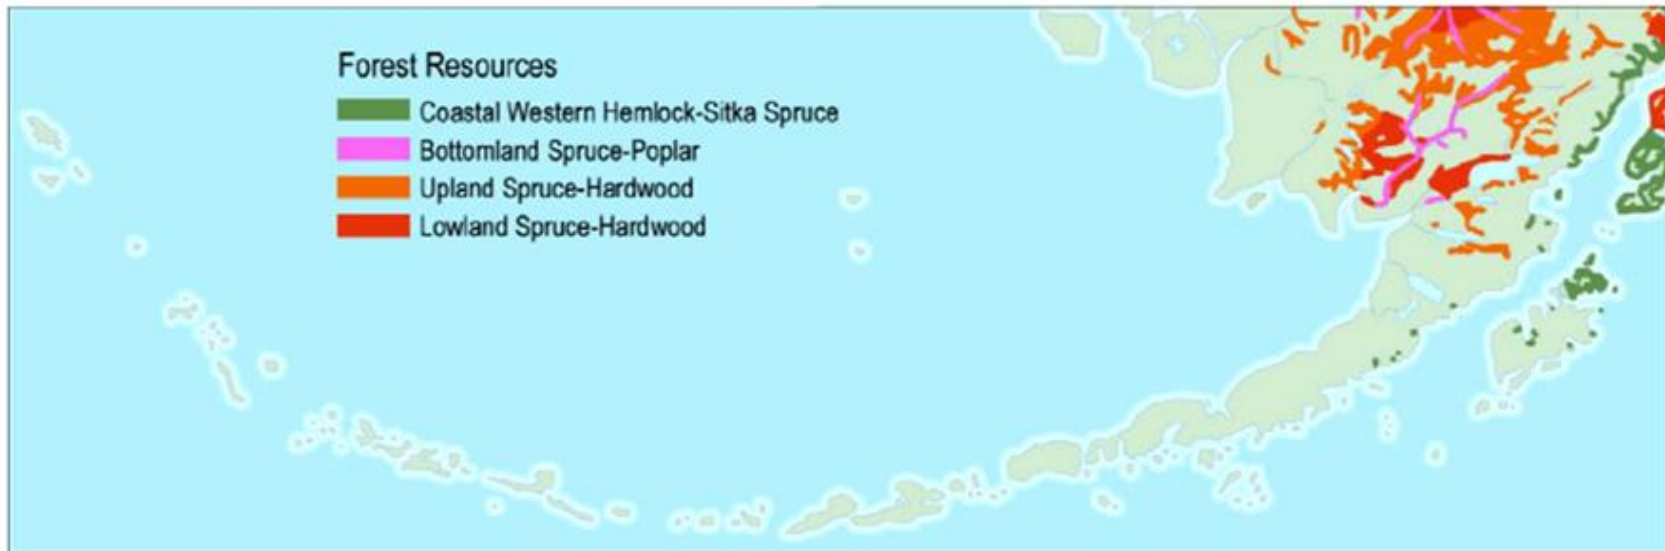 Forest Resources
Coastal Western Hemlock-Sitka Spruce
Bottomland Spruce-Poplar
Upland Spruce-Hardwood
Lowland Spruce-Hardwood